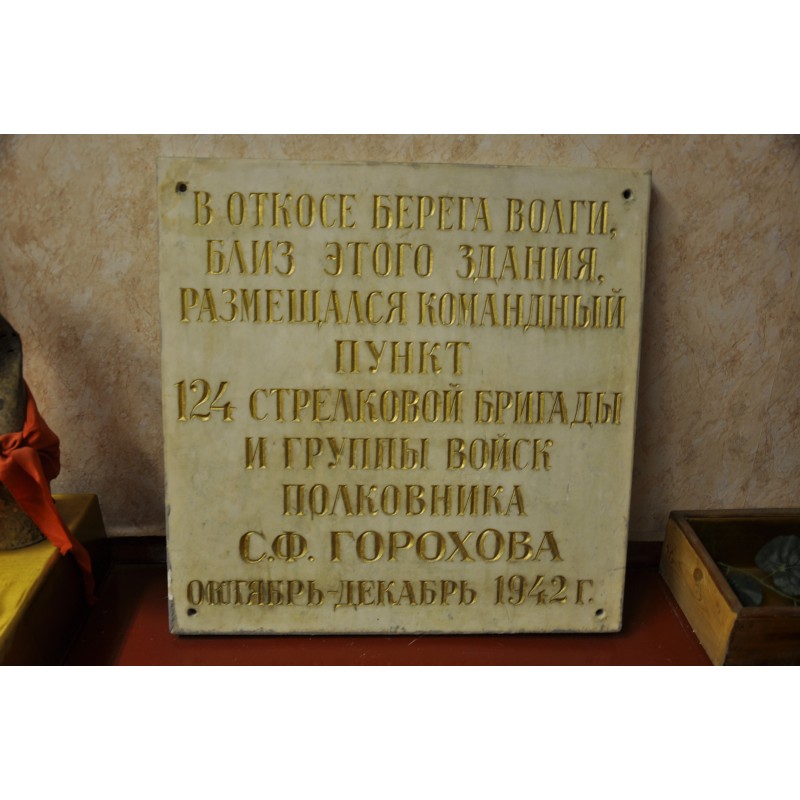 В ОТКОСЕ БЕРЕГА ВОЛГИ,
БЛИЗ ЭТОГО ЗДАНИЯ,
РАЗМЕЩАЛСЯ КОМАНДНЫЙ
ПУНКТ
124 СТРЕЛКОВОЙ БРИГАДЫ
И ГРУППЫ ВОЙСК
ПОЛКОВНИКА
С.Ф. ГОРОХОВА
ОКТЯБРЬ-ДЕКАБРЬ 1942 г.